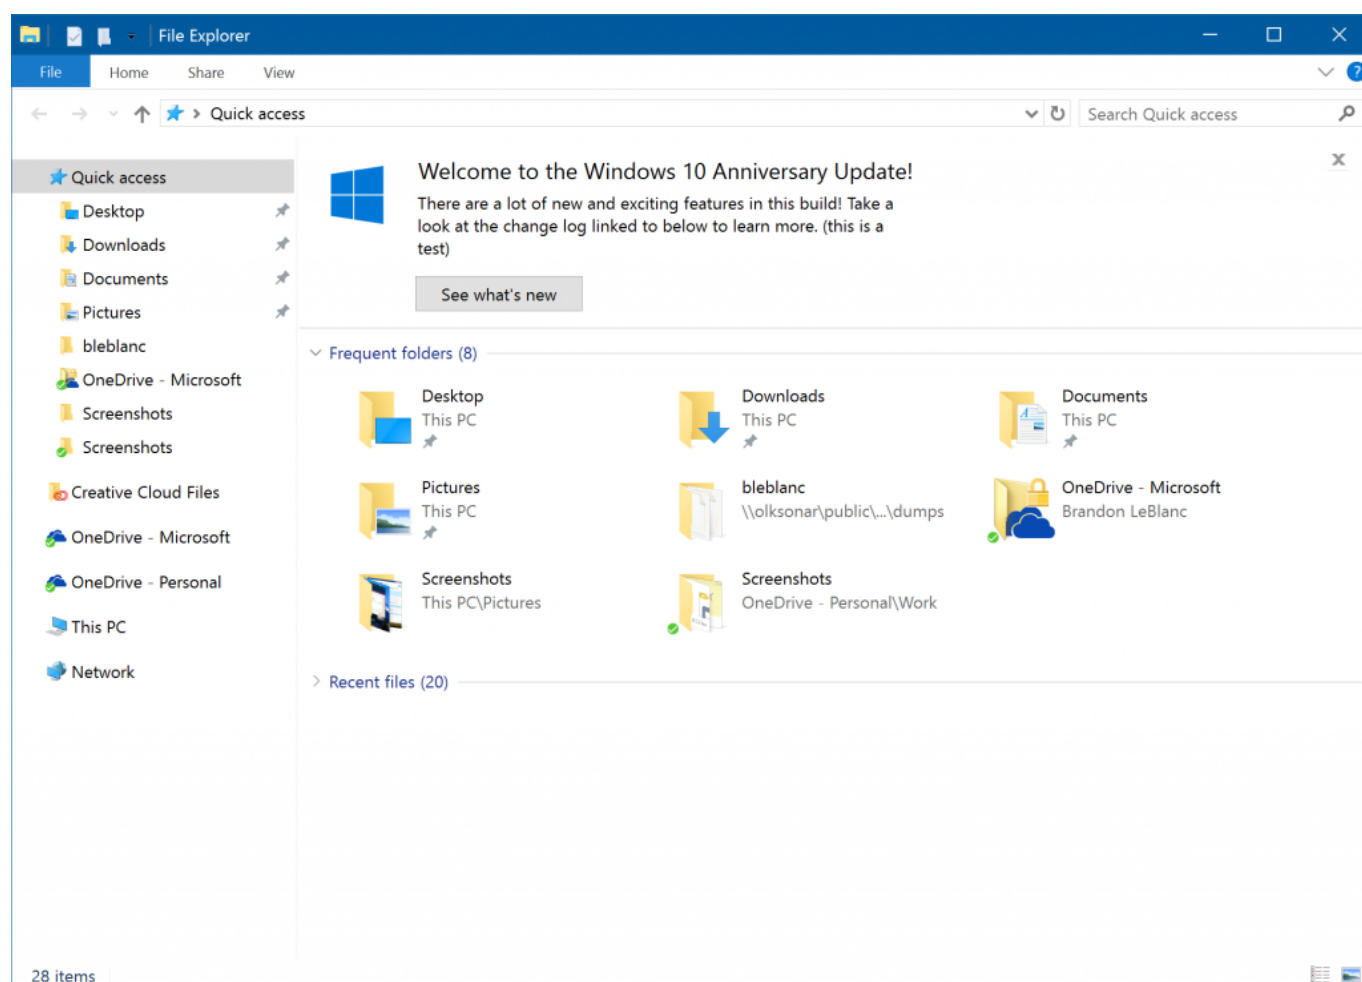 File Explorer
File Home Share View
?
Quick access
Search Quick access
Quick access
Desktop
Downloads
Documents
Pictures
bleblanc
OneDrive - Microsoft
Screenshots
Screenshots
Creative Cloud Files
OneDrive - Microsoft
OneDrive - Personal
This PC
Network
Welcome to the Windows 10 Anniversary Update!
There are a lot of new and exciting features in this build! Take a
look at the change log linked to below to learn more. (this is a
test)
See what's new
Frequent folders (8)
Desktop
This PC
Downloads
This PC
Documents
This PC
Pictures
This PC
bleblanc
\\olksonar\public\...\dumps
OneDrive - Microsoft
Brandon LeBlanc
Screenshots
This PC\Pictures
Screenshots
OneDrive - Personal\Work
Recent files (20)
28 items